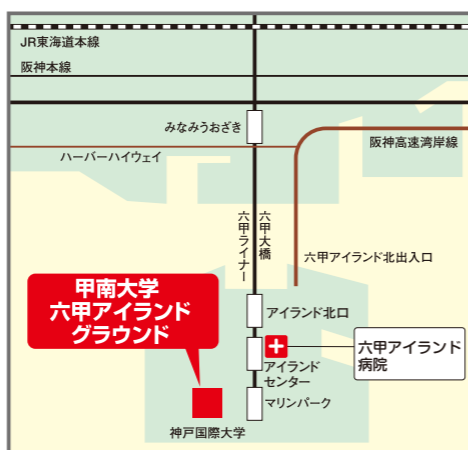 JR東海道本線
阪神本線
みなみうおざき
阪神高速湾岸線
ハーバーハイウェイ
六甲ライナー
六甲大橋
六甲アイランド北出入口
甲南大学
六甲アイランド
グラウンド
アイランド北口
六甲アイランド
病院
アイランド
センター
マリンパーク
神戸国際大学